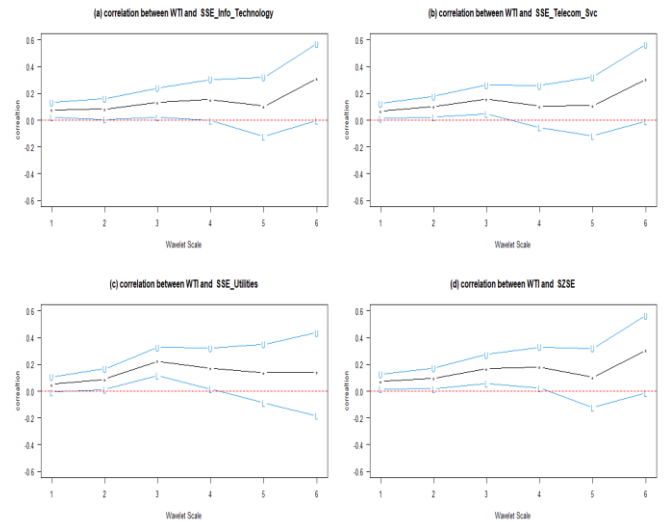 (a) correlation between WTI and SSE_Info_Technology
0.6
0.4
0.2
0.0
-0.2
-0.4
-0.6
correaltion
U U U U U U
L L L L L L
1 2 3 4 5 6
Wavelet Scale
(b) correlation between WTI and SSE_Telecom_Svc
0.6
0.4
0.2
0.0
-0.2
-0.4
-0.6
correaltion
U U U U U U
L L L L L L
1 2 3 4 5 6
Wavelet Scale
(c) correlation between WTI and SSE_Utilities
0.6
0.4
0.2
0.0
-0.2
-0.4
-0.6
correaltion
U U U U U U
L L L L L L
1 2 3 4 5 6
Wavelet Scale
(d) correlation between WTI and SZSE
0.6
0.4
0.2
0.0
-0.2
-0.4
-0.6
correaltion
U U U U U U
L L L L L L
1 2 3 4 5 6
Wavelet Scale